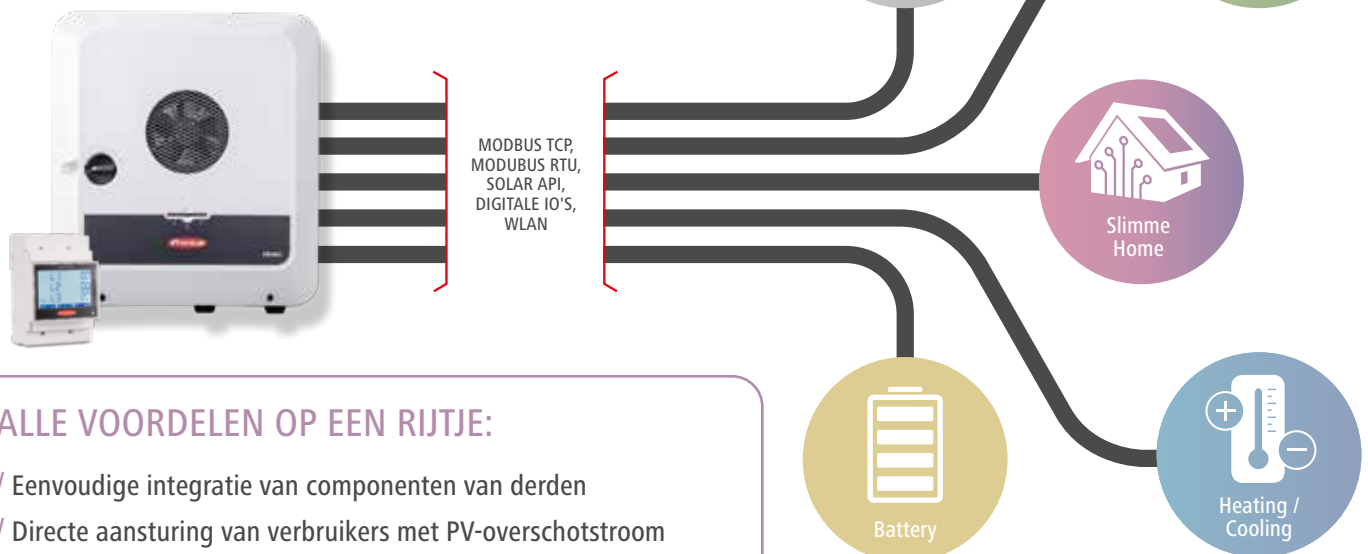 MODBUS TCP,
MODUBUS RTU,
SOLAR API,
DIGITALE IO'S,
WLAN
Slimme
Home
Battery
Heating /
Cooling
ALLE VOORDELEN OP EEN RIJTJE:
/ Eenvoudige integratie van componenten van derden
/ Directe aansturing van verbruikers met PV-overschotstroom